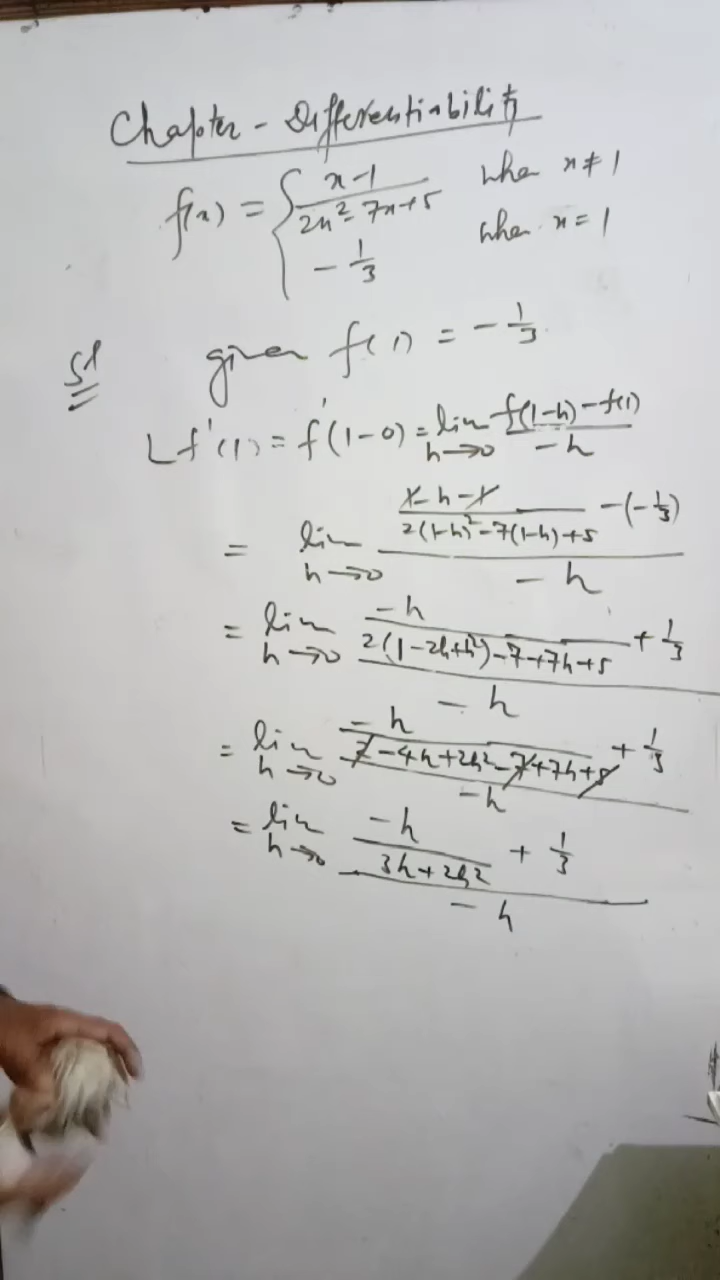 Chapter - Differentiability
f(x) = { x-1 / 2x²-7x+5 when x ≠ 1
- 1/3 when x = 1
Sol given f(1) = - 1/3
Lf'(1) = f'(1-0) = lim h→0 f(1-h) - f(1) / -h
= lim h→0 1-h-1 / 2(1-h)²-7(1-h)+5 -(-1/3) / -h
= lim h→0 -h / 2(1-2h+h²)-7+7h+5 + 1/3 / -h
= lim h→0 -h / 2-4h+2h²-7+7h+5 + 1/3 / -h
= lim h→0 -h / 3h+2h² + 1/3 / -h